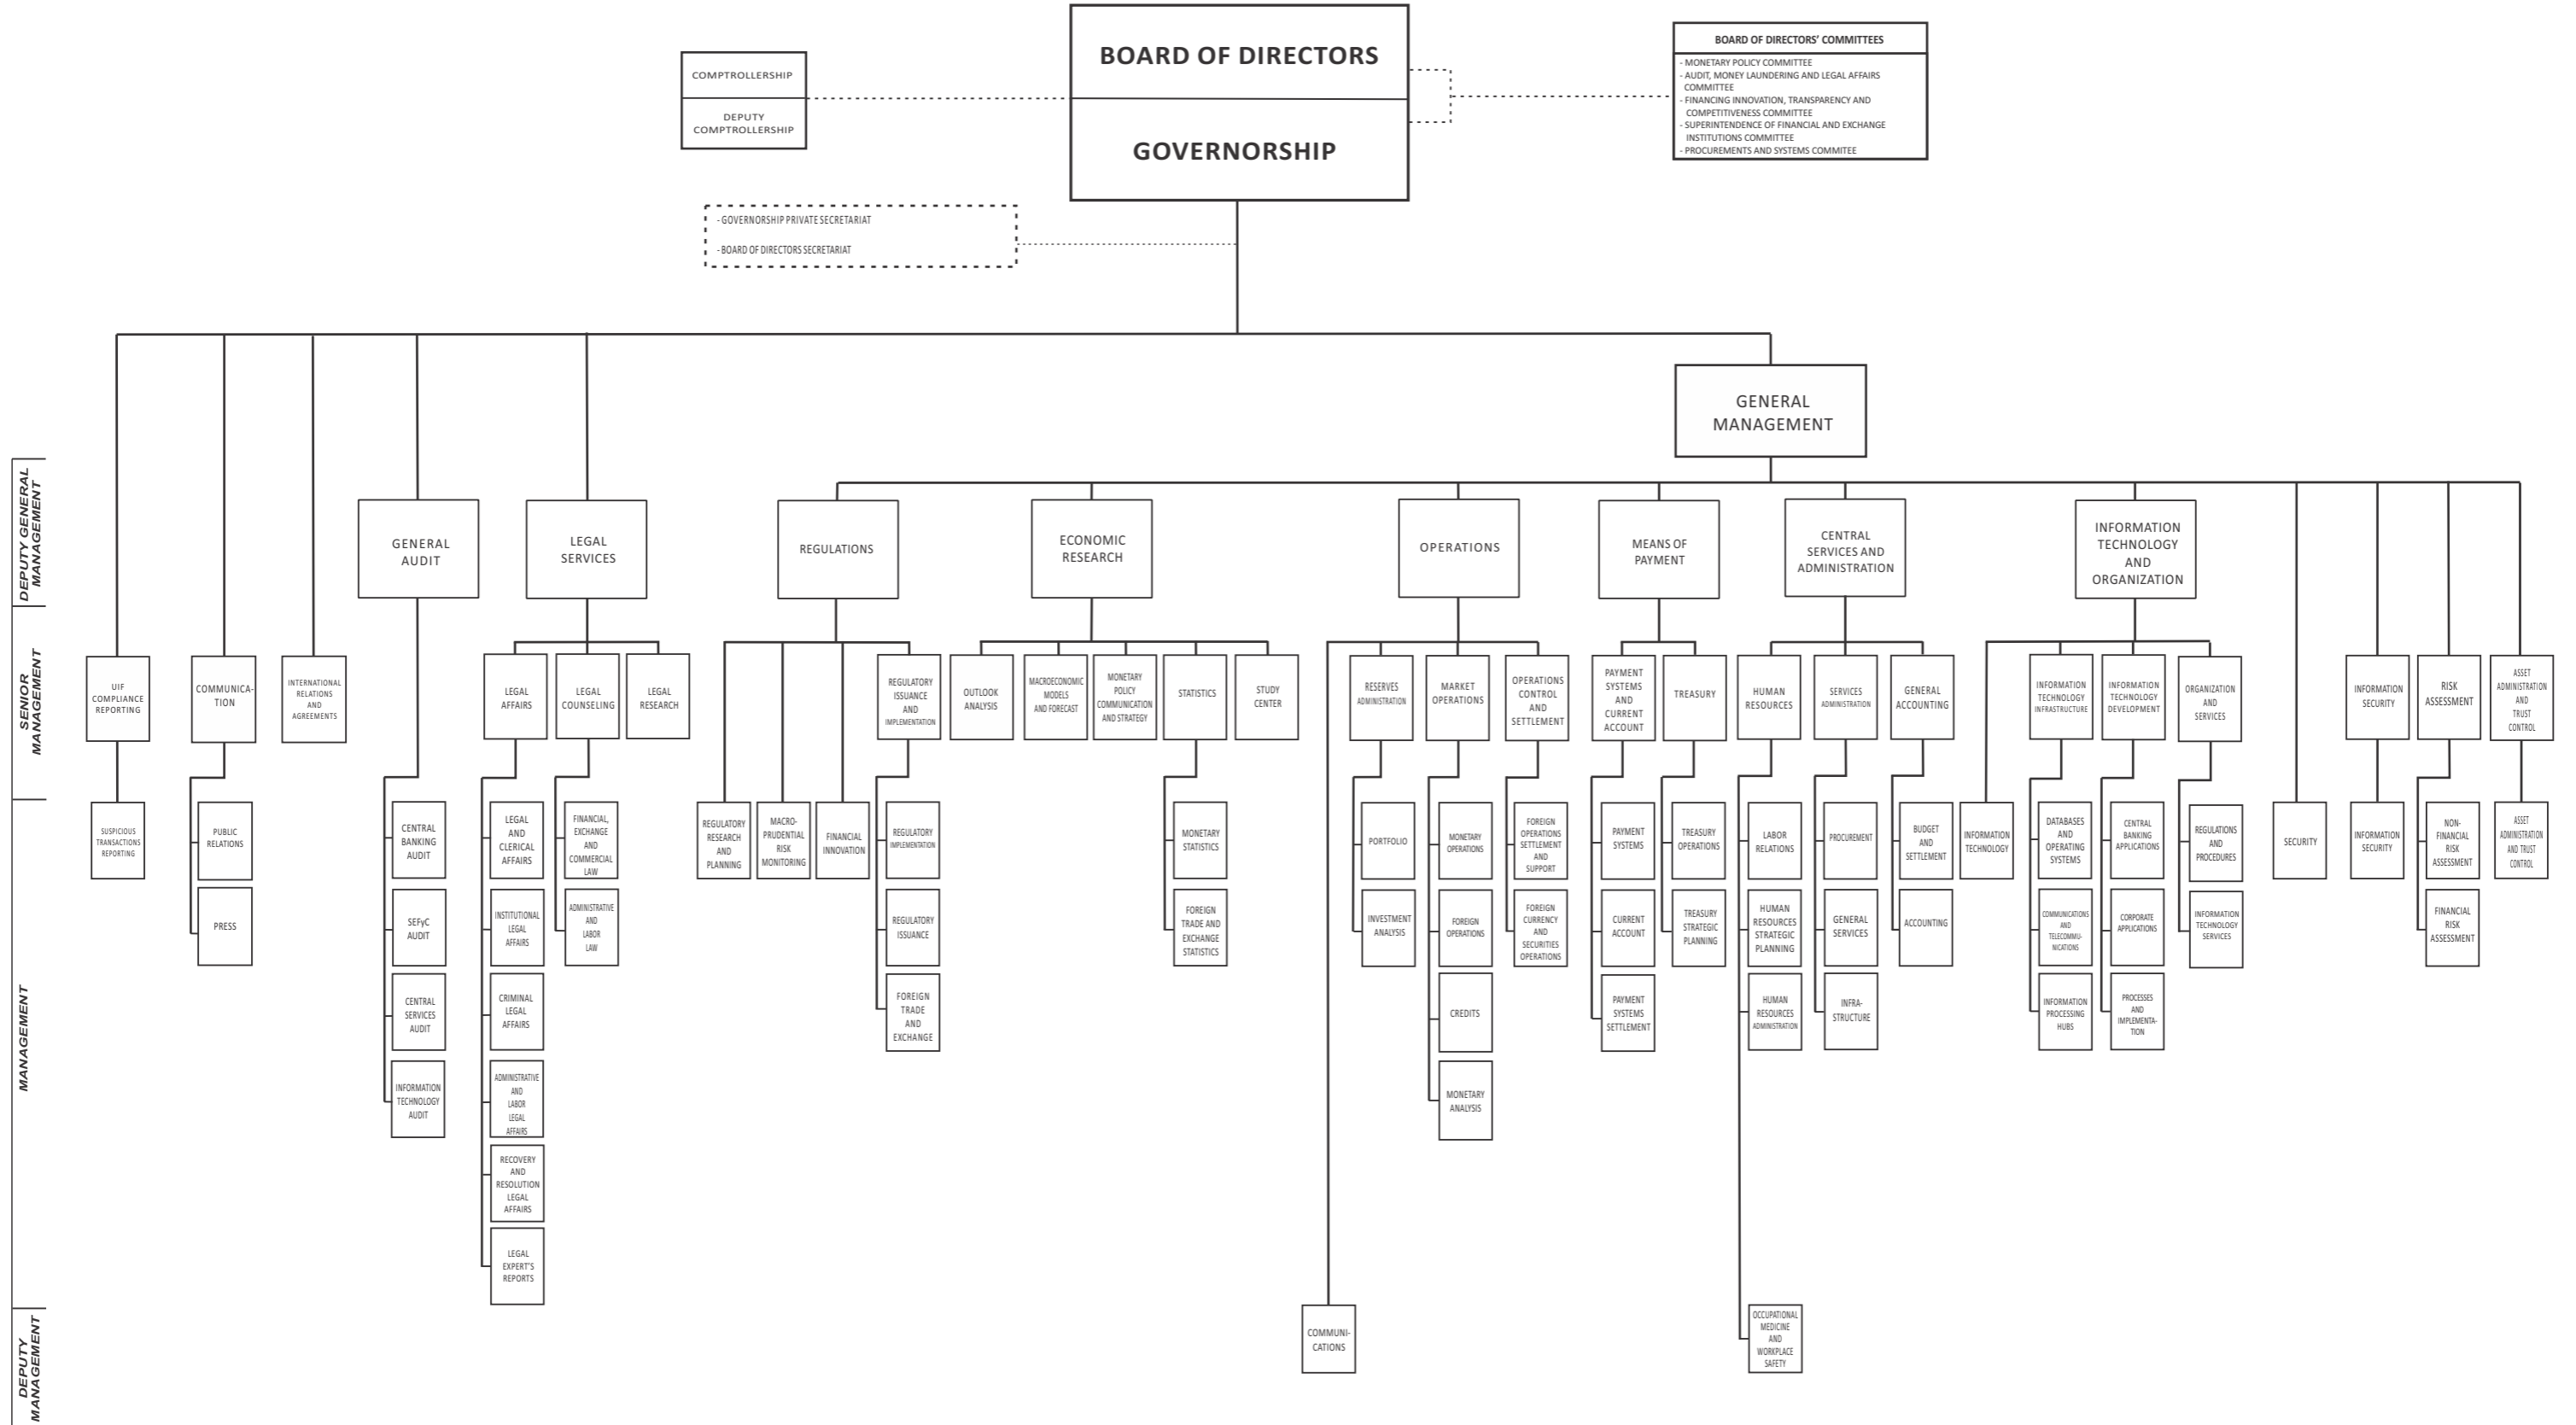 BOARD OF DIRECTORS
GOVERNORSHIP
COMPTROLLERSHIP
DEPUTY
COMPTROLLERSHIP
BOARD OF DIRECTORS' COMMITTEES
- MONETARY POLICY COMMITTEE
- AUDIT, MONEY LAUNDERING AND LEGAL AFFAIRS
COMMITTEE
- FINANCING INNOVATION, TRANSPARENCY AND
COMPETITIVENESS COMMITTEE
- SUPERINTENDENCE OF FINANCIAL AND EXCHANGE
INSTITUTIONS COMMITTEE
- PROCUREMENTS AND SYSTEMS COMMITEE
- GOVERNORSHIP PRIVATE SECRETARIAT
- BOARD OF DIRECTORS SECRETARIAT
GENERAL
MANAGEMENT
DEPUTY GENERAL
MANAGEMENT
GENERAL
AUDIT
LEGAL
SERVICES
REGULATIONS
ECONOMIC
RESEARCH
OPERATIONS
MEANS OF
PAYMENT
CENTRAL
SERVICES AND
ADMINISTRATION
INFORMATION
TECHNOLOGY
AND
ORGANIZATION
SENIOR
MANAGEMENT
UIF
COMPLIANCE
REPORTING
COMMUNICA-
TION
INTERNATIONAL
RELATIONS
AND
AGREEMENTS
LEGAL
AFFAIRS
LEGAL
COUNSELING
LEGAL
RESEARCH
REGULATORY
ISSUANCE
AND
IMPLEMENTATION
OUTLOOK
ANALYSIS
MACROECONOMIC
MODELS
AND FORECAST
MONETARY
POLICY
COMMUNICATION
AND STRATEGY
STATISTICS
STUDY
CENTER
RESERVES
ADMINISTRATION
MARKET
OPERATIONS
OPERATIONS
CONTROL
AND
SETTLEMENT
PAYMENT
SYSTEMS
AND
CURRENT
ACCOUNT
TREASURY
HUMAN
RESOURCES
SERVICES
ADMINISTRATION
GENERAL
ACCOUNTING
INFORMATION
TECHNOLOGY
INFRASTRUCTURE
INFORMATION
TECHNOLOGY
DEVELOPMENT
ORGANIZATION
AND
SERVICES
INFORMATION
SECURITY
RISK
ASSESSMENT
ASSET
ADMINISTRATION
AND
TRUST
CONTROL
MANAGEMENT
SUSPICIOUS
TRANSACTIONS
REPORTING
PUBLIC
RELATIONS
PRESS
CENTRAL
BANKING
AUDIT
SEFyC
AUDIT
CENTRAL
SERVICES
AUDIT
INFORMATION
TECHNOLOGY
AUDIT
LEGAL
AND
CLERICAL
AFFAIRS
INSTITUTIONAL
LEGAL
AFFAIRS
CRIMINAL
LEGAL
AFFAIRS
ADMINISTRATIVE
AND
LABOR
LEGAL
AFFAIRS
RECOVERY
AND
RESOLUTION
LEGAL
AFFAIRS
LEGAL
EXPERT'S
REPORTS
FINANCIAL,
EXCHANGE
AND
COMMERCIAL
LAW
ADMINISTRATIVE
AND
LABOR
LAW
REGULATORY
RESEARCH
AND
PLANNING
MACRO-
PRUDENTIAL
RISK
MONITORING
FINANCIAL
INNOVATION
REGULATORY
IMPLEMENTATION
REGULATORY
ISSUANCE
FOREIGN
TRADE
AND
EXCHANGE
MONETARY
STATISTICS
FOREIGN
TRADE AND
EXCHANGE
STATISTICS
PORTFOLIO
INVESTMENT
ANALYSIS
MONETARY
OPERATIONS
FOREIGN
OPERATIONS
CREDITS
MONETARY
ANALYSIS
FOREIGN
OPERATIONS
SETTLEMENT
AND
SUPPORT
FOREIGN
CURRENCY
AND
SECURITIES
OPERATIONS
PAYMENT
SYSTEMS
CURRENT
ACCOUNT
PAYMENT
SYSTEMS
SETTLEMENT
TREASURY
OPERATIONS
TREASURY
STRATEGIC
PLANNING
LABOR
RELATIONS
HUMAN
RESOURCES
STRATEGIC
PLANNING
HUMAN
RESOURCES
ADMINISTRATION
PROCUREMENT
GENERAL
SERVICES
INFRA-
STRUCTURE
BUDGET
AND
SETTLEMENT
ACCOUNTING
INFORMATION
TECHNOLOGY
DATABASES
AND
OPERATING
SYSTEMS
COMMUNICATIONS
AND
TELECOMMU-
NICATIONS
INFORMATION
PROCESSING
HUBS
CENTRAL
BANKING
APPLICATIONS
CORPORATE
APPLICATIONS
PROCESSES
AND
IMPLEMENTA-
TION
REGULATIONS
AND
PROCEDURES
INFORMATION
TECHNOLOGY
SERVICES
SECURITY
INFORMATION
SECURITY
NON-
FINANCIAL
RISK
ASSESSMENT
FINANCIAL
RISK
ASSESSMENT
ASSET
ADMINISTRATION
AND TRUST
CONTROL
DEPUTY
MANAGEMENT
COMMUNI-
CATIONS
OCCUPATIONAL
MEDICINE
AND
WORKPLACE
SAFETY